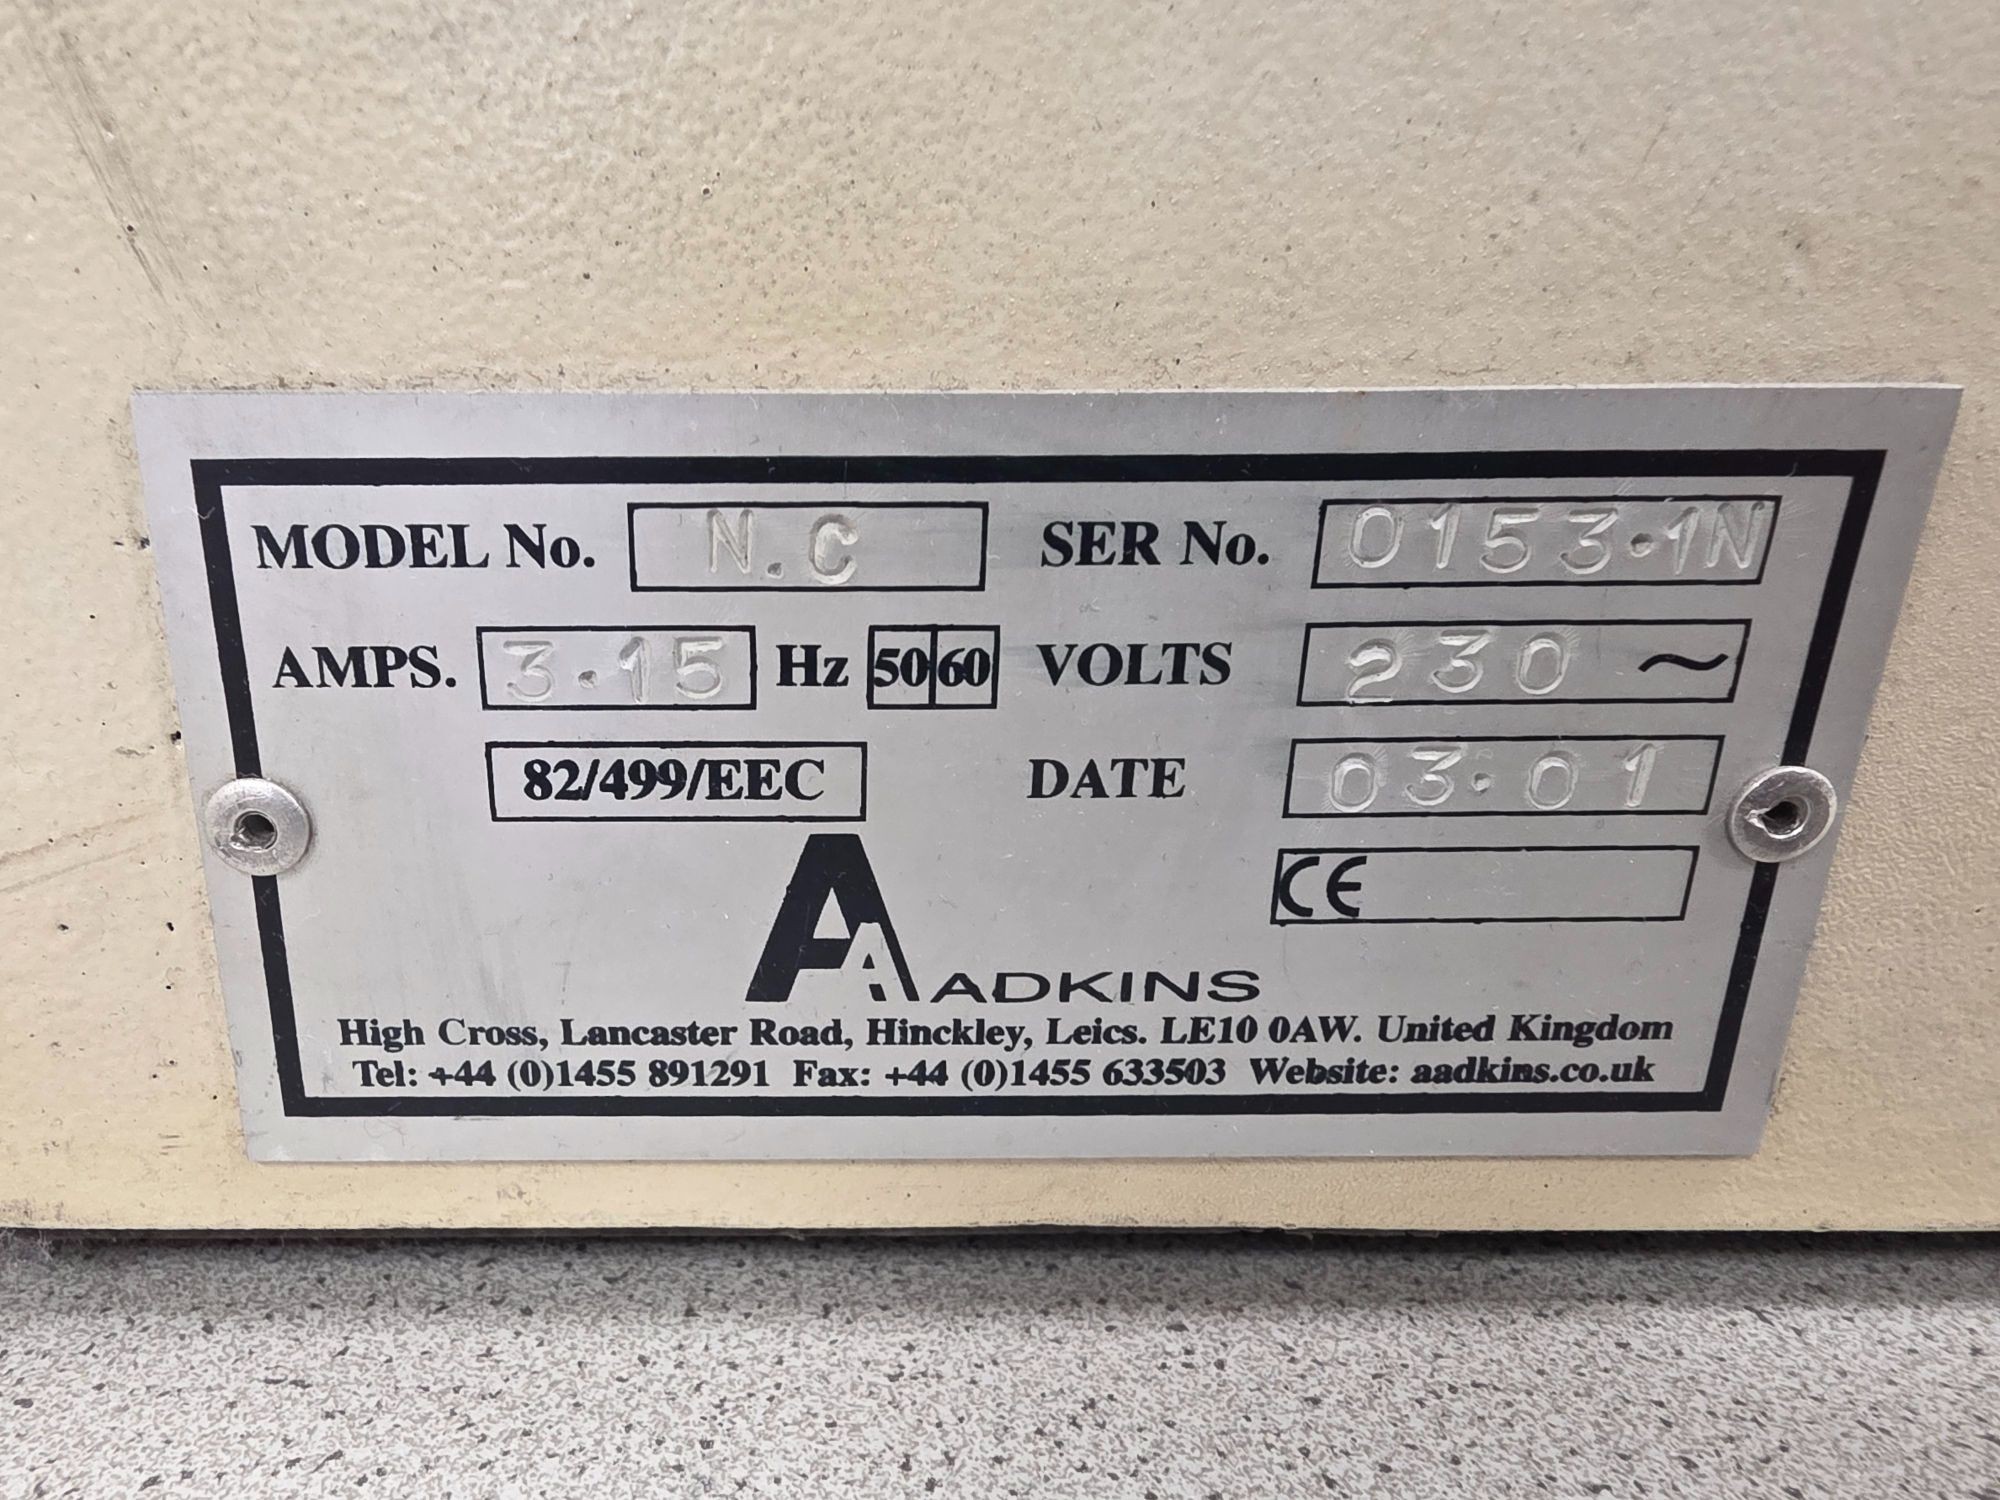 MODEL No. N.C SER No. 0153.1N
AMPS. 3.15 Hz 50 60 VOLTS 230 ~
82/499/EEC DATE 03.01
CE
A ADKINS
High Cross, Lancaster Road, Hinckley, Leics. LE10 0AW. United Kingdom
Tel: +44 (0)1455 891291 Fax: +44 (0)1455 633503 Website: aadkins.co.uk